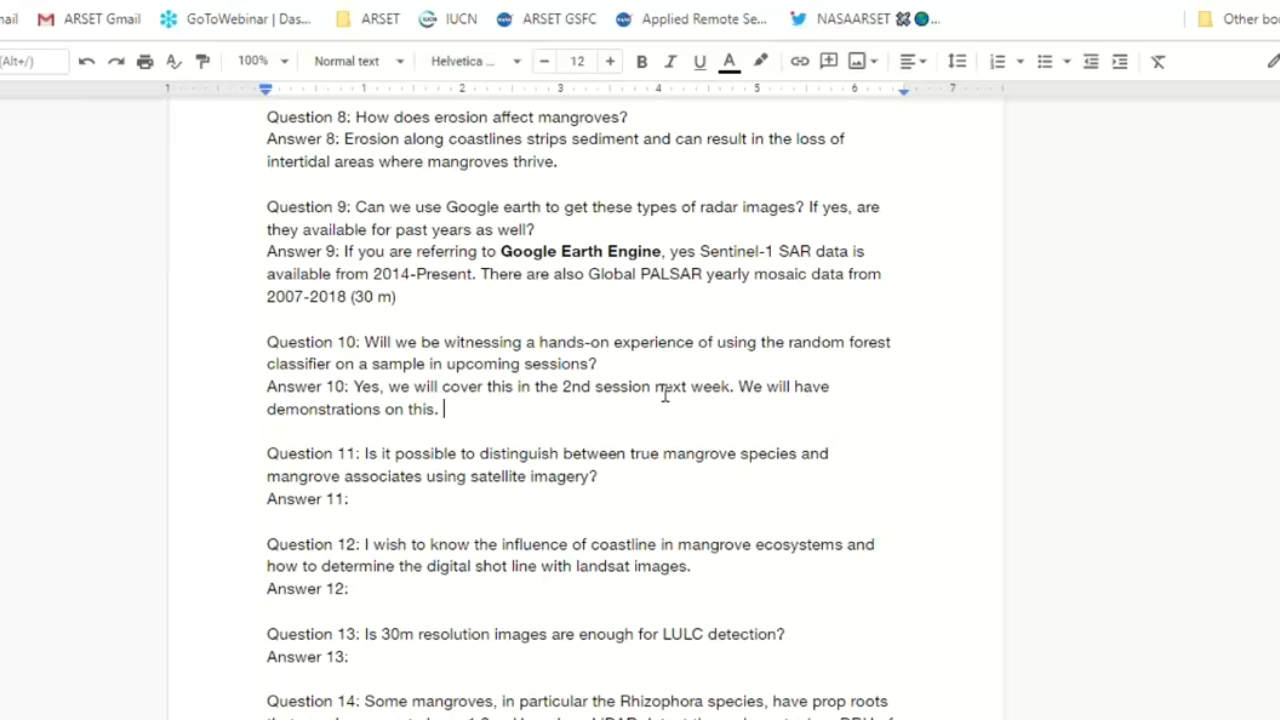 ail ARSET Gmail GoToWebinar | Das... ARSET IUCN ARSET GSFC Applied Remote Se... NASAARSET ... Other boo
(Alt+/) 100% Normal text Helvetica ... 12 B I U A
1 1 2 3 4 5 6 7
Question 8: How does erosion affect mangroves?
Answer 8: Erosion along coastlines strips sediment and can result in the loss of
intertidal areas where mangroves thrive.
Question 9: Can we use Google earth to get these types of radar images? If yes, are
they available for past years as well?
Answer 9: If you are referring to Google Earth Engine, yes Sentinel-1 SAR data is
available from 2014-Present. There are also Global PALSAR yearly mosaic data from
2007-2018 (30 m)
Question 10: Will we be witnessing a hands-on experience of using the random forest
classifier on a sample in upcoming sessions?
Answer 10: Yes, we will cover this in the 2nd session next week. We will have
demonstrations on this.
Question 11: Is it possible to distinguish between true mangrove species and
mangrove associates using satellite imagery?
Answer 11:
Question 12: I wish to know the influence of coastline in mangrove ecosystems and
how to determine the digital shot line with landsat images.
Answer 12:
Question 13: Is 30m resolution images are enough for LULC detection?
Answer 13:
Question 14: Some mangroves, in particular the Rhizophora species, have prop roots